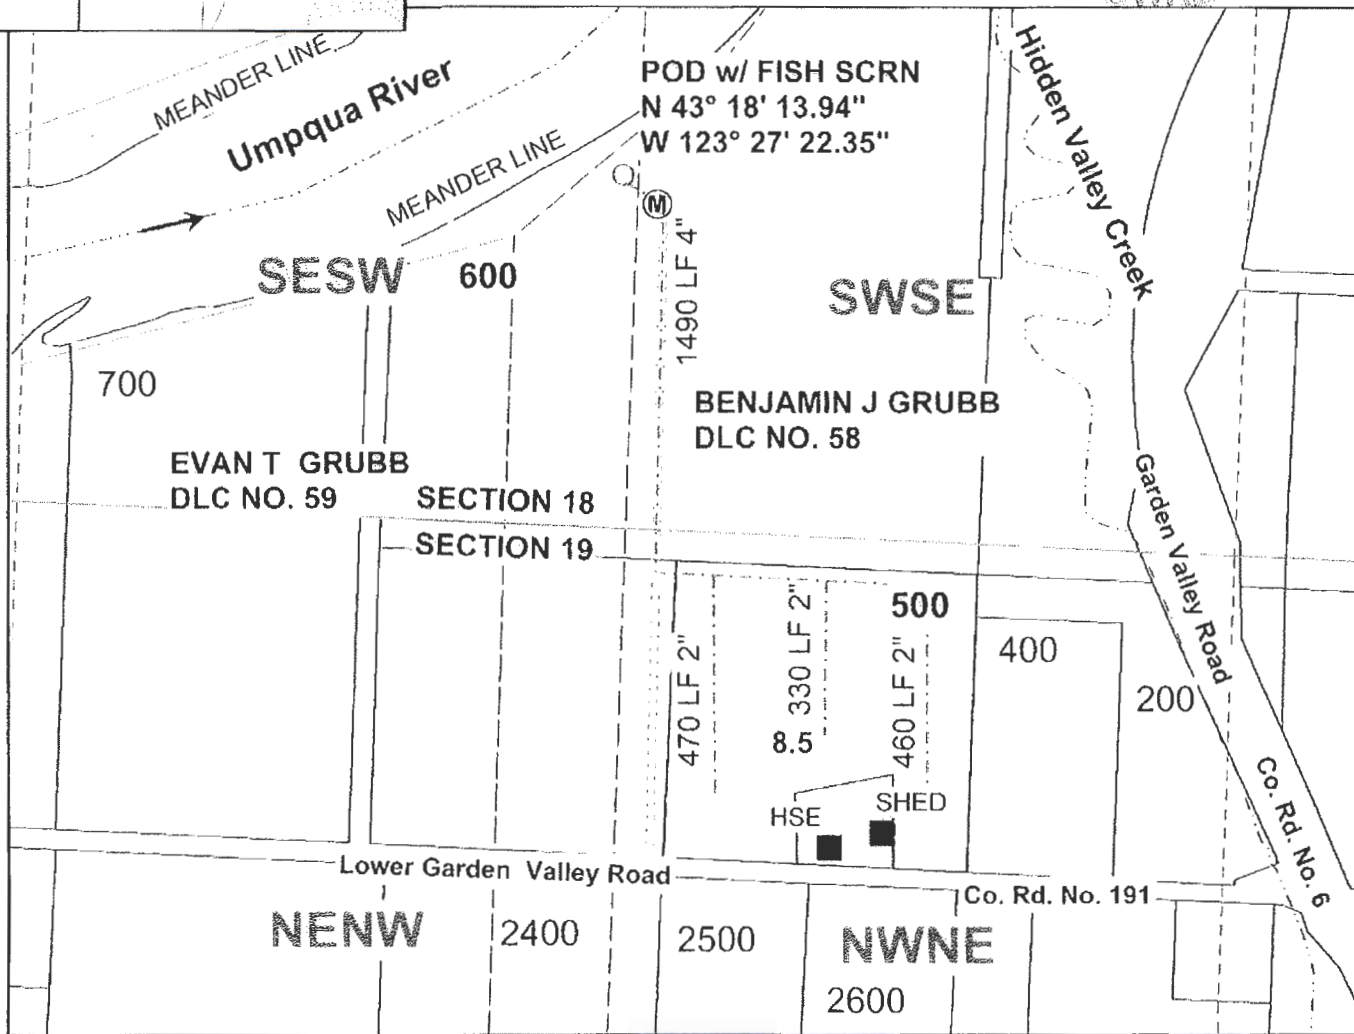 MEANDER LINE
Umpqua River
MEANDER LINE
POD w/ FISH SCRN
N 43° 18' 13.94"
W 123° 27' 22.35"
Hidden Valley Creek
M
1490 LF 4"
SESW
600
SWSE
700
BENJAMIN J GRUBB
DLC NO. 58
EVAN T GRUBB
DLC NO. 59
SECTION 18
SECTION 19
Garden Valley Road
470 LF 2"
330 LF 2"
8.5
500
460 LF 2"
400
200
HSE
SHED
Co. Rd. No. 6
Lower Garden Valley Road
Co. Rd. No. 191
NENW
2400
2500
NWNE
2600